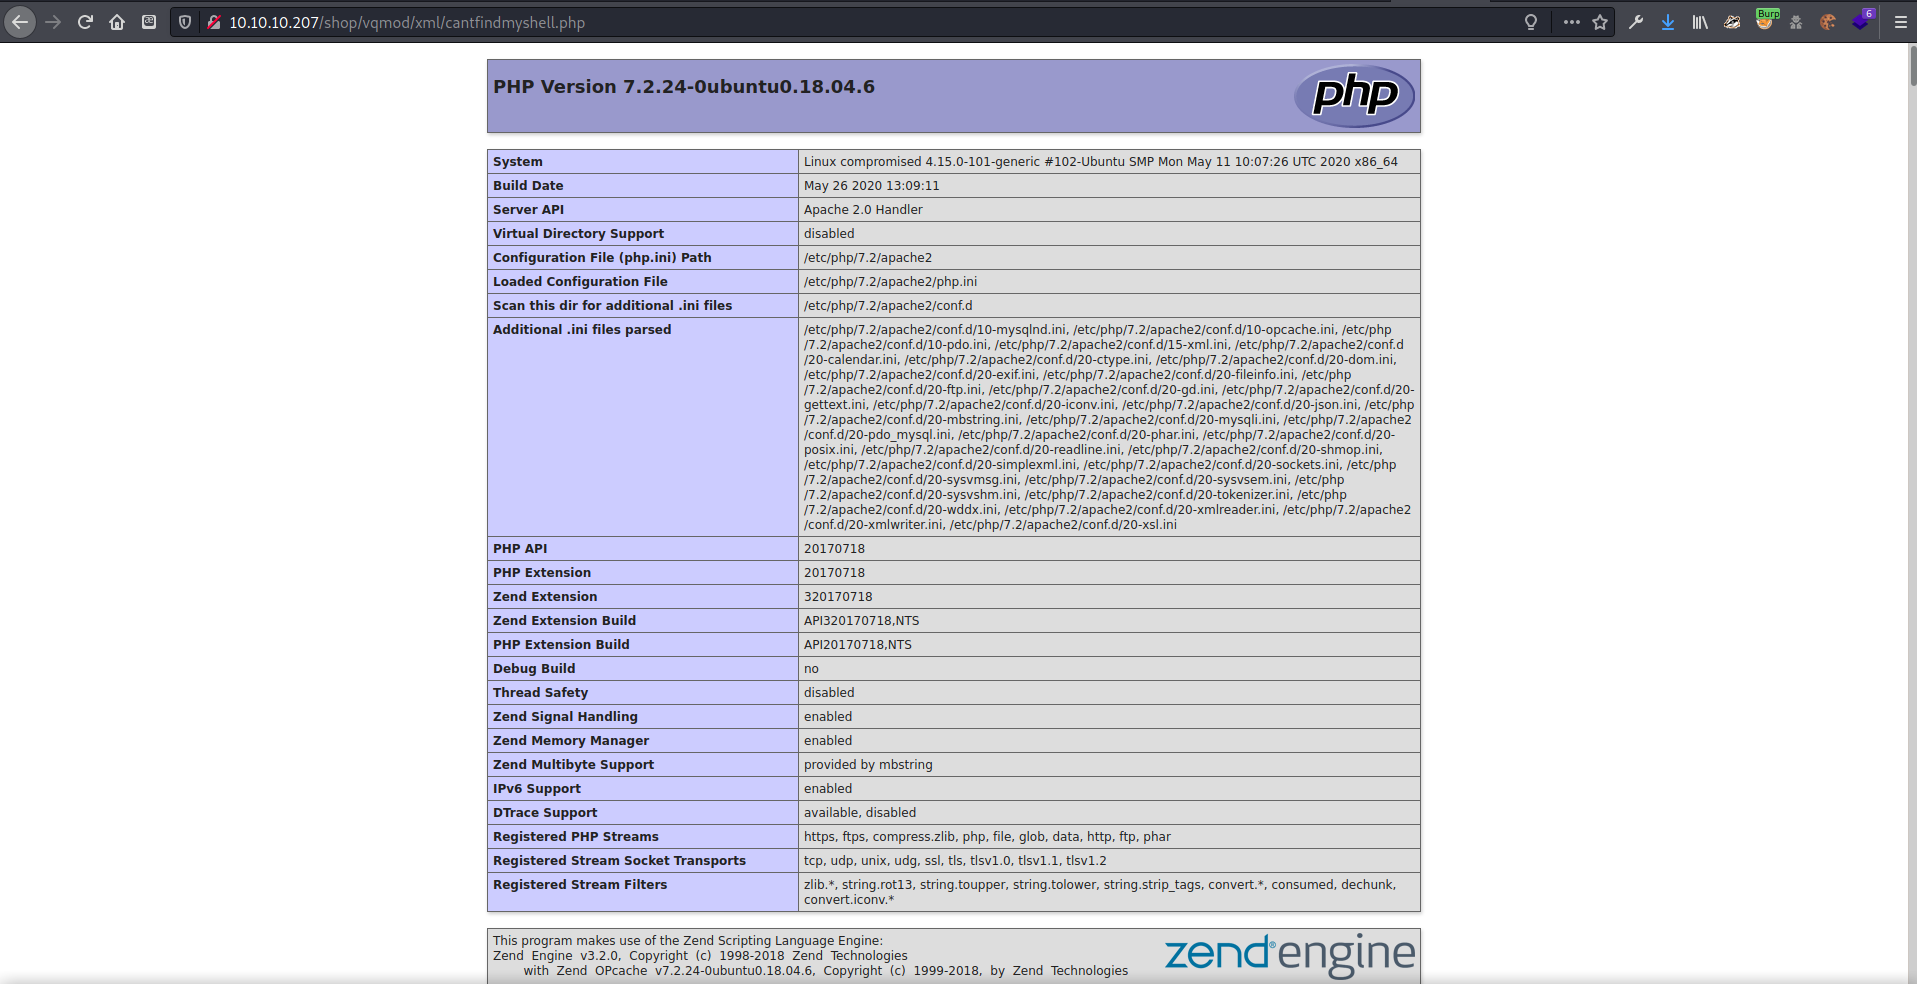 10.10.10.207/shop/vqmod/xml/cantfindmyshell.php
Burp
6
PHP Version 7.2.24-0ubuntu0.18.04.6
php
System Linux compromised 4.15.0-101-generic #102-Ubuntu SMP Mon May 11 10:07:26 UTC 2020 x86_64
Build Date May 26 2020 13:09:11
Server API Apache 2.0 Handler
Virtual Directory Support disabled
Configuration File (php.ini) Path /etc/php/7.2/apache2
Loaded Configuration File /etc/php/7.2/apache2/php.ini
Scan this dir for additional .ini files /etc/php/7.2/apache2/conf.d
Additional .ini files parsed /etc/php/7.2/apache2/conf.d/10-mysqlnd.ini, /etc/php/7.2/apache2/conf.d/10-opcache.ini, /etc/php
/7.2/apache2/conf.d/10-pdo.ini, /etc/php/7.2/apache2/conf.d/15-xml.ini, /etc/php/7.2/apache2/conf.d
/20-calendar.ini, /etc/php/7.2/apache2/conf.d/20-ctype.ini, /etc/php/7.2/apache2/conf.d/20-dom.ini,
/etc/php/7.2/apache2/conf.d/20-exif.ini, /etc/php/7.2/apache2/conf.d/20-fileinfo.ini, /etc/php
/7.2/apache2/conf.d/20-ftp.ini, /etc/php/7.2/apache2/conf.d/20-gd.ini, /etc/php/7.2/apache2/conf.d/20-
gettext.ini, /etc/php/7.2/apache2/conf.d/20-iconv.ini, /etc/php/7.2/apache2/conf.d/20-json.ini, /etc/php
/7.2/apache2/conf.d/20-mbstring.ini, /etc/php/7.2/apache2/conf.d/20-mysqli.ini, /etc/php/7.2/apache2
/conf.d/20-pdo_mysql.ini, /etc/php/7.2/apache2/conf.d/20-phar.ini, /etc/php/7.2/apache2/conf.d/20-
posix.ini, /etc/php/7.2/apache2/conf.d/20-readline.ini, /etc/php/7.2/apache2/conf.d/20-shmop.ini,
/etc/php/7.2/apache2/conf.d/20-simplexml.ini, /etc/php/7.2/apache2/conf.d/20-sockets.ini, /etc/php
/7.2/apache2/conf.d/20-sysvmsg.ini, /etc/php/7.2/apache2/conf.d/20-sysvsem.ini, /etc/php
/7.2/apache2/conf.d/20-sysvshm.ini, /etc/php/7.2/apache2/conf.d/20-tokenizer.ini, /etc/php
/7.2/apache2/conf.d/20-wddx.ini, /etc/php/7.2/apache2/conf.d/20-xmlreader.ini, /etc/php/7.2/apache2
/conf.d/20-xmlwriter.ini, /etc/php/7.2/apache2/conf.d/20-xsl.ini
PHP API 20170718
PHP Extension 20170718
Zend Extension 320170718
Zend Extension Build API320170718,NTS
PHP Extension Build API20170718,NTS
Debug Build no
Thread Safety disabled
Zend Signal Handling enabled
Zend Memory Manager enabled
Zend Multibyte Support provided by mbstring
IPv6 Support enabled
DTrace Support available, disabled
Registered PHP Streams https, ftps, compress.zlib, php, file, glob, data, http, ftp, phar
Registered Stream Socket Transports tcp, udp, unix, udg, ssl, tls, tlsv1.0, tlsv1.1, tlsv1.2
Registered Stream Filters zlib.*, string.rot13, string.toupper, string.tolower, string.strip_tags, convert.*, consumed, dechunk,
convert.iconv.*
This program makes use of the Zend Scripting Language Engine:
Zend Engine v3.2.0, Copyright (c) 1998-2018 Zend Technologies
with Zend OPcache v7.2.24-0ubuntu0.18.04.6, Copyright (c) 1999-2018, by Zend Technologies
zend® engine